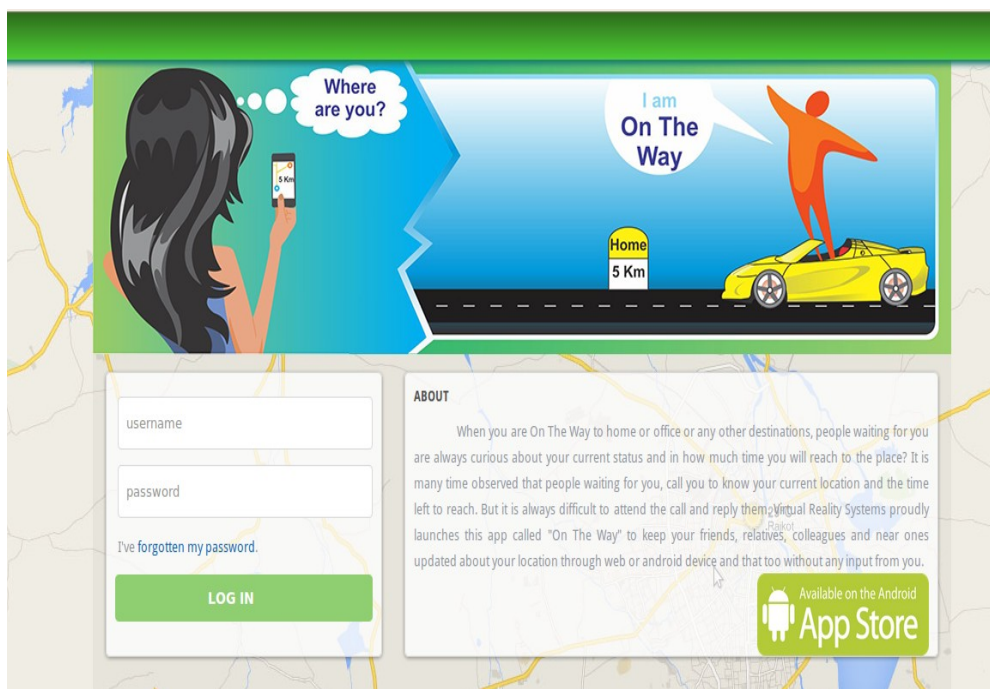 Where
are you?
5 Km
I am
On The
Way
Home
5 Km
username
password
I've forgotten my password.
LOG IN
ABOUT
When you are On The Way to home or office or any other destinations, people waiting for you
are always curious about your current status and in how much time you will reach to the place? It is
many time observed that people waiting for you, call you to know your current location and the time
left to reach. But it is always difficult to attend the call and reply them. Virtual Reality Systems proudly
launches this app called "On The Way" to keep your friends, relatives, colleagues and near ones
updated about your location through web or android device and that too without any input from you.
Rajkot
Available on the Android
App Store